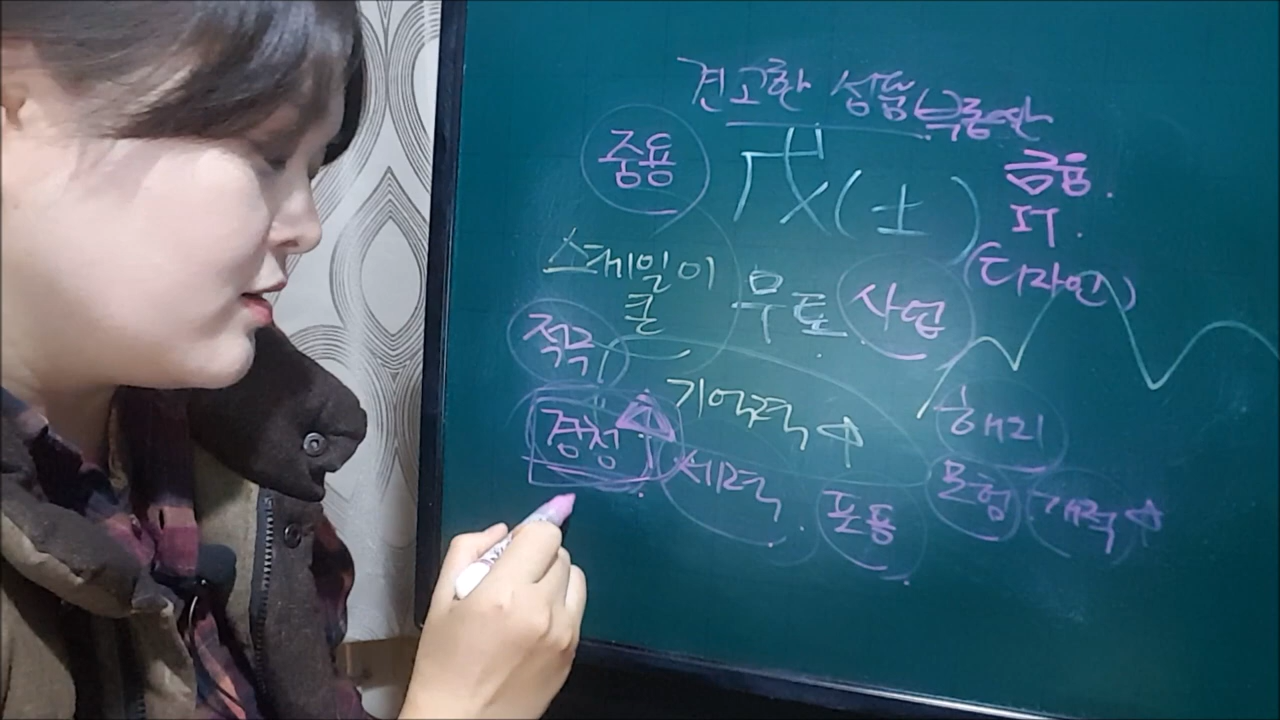 견고한 성품
부동산
중용
戊(土)
금융.
IT.
(디자인)
스케일이
큰
무토.
사업
적극
기억력↑
경청
세력.
포용
해리
모험
개척↑